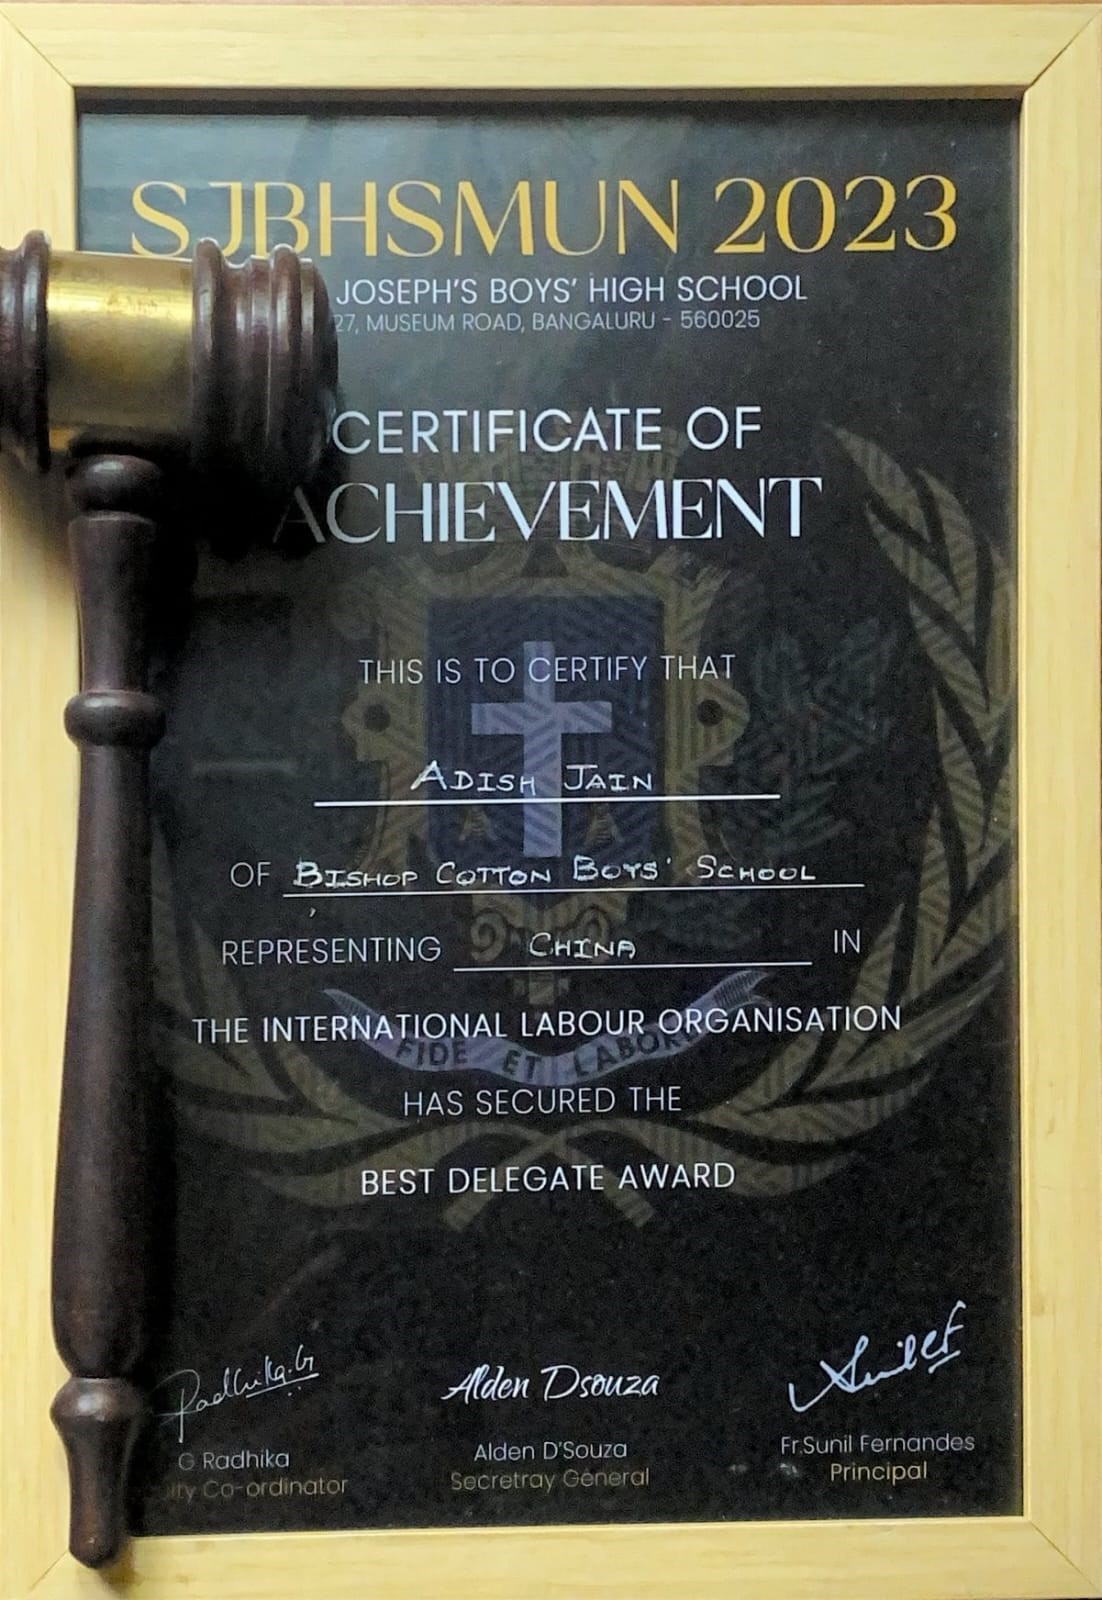 SJBHSMUN 2023
JOSEPH'S BOYS' HIGH SCHOOL
27, MUSEUM ROAD, BANGALURU - 560025
CERTIFICATE OF
ACHIEVEMENT
THIS IS TO CERTIFY THAT
ADISH JAIN
OF BISHOP COTTON BOYS' SCHOOL
REPRESENTING CHINA IN
THE INTERNATIONAL LABOUR ORGANISATION
FIDE ET LABORE
HAS SECURED THE
BEST DELEGATE AWARD
Radhika.G Alden Dsouza
G Radhika Alden D'Souza Fr.Sunil Fernandes
Co-ordinator Secretray General Principal